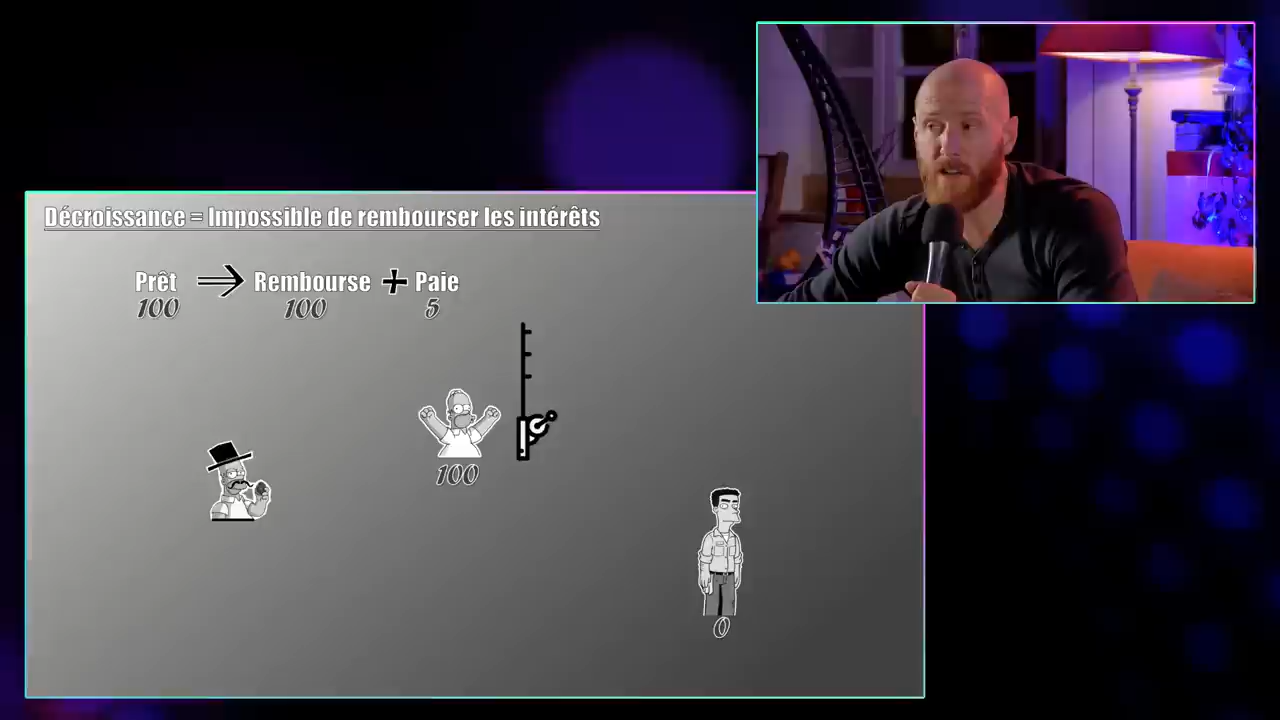 Décroissance = Impossible de rembourser les intérêts
Prêt → Rembourse + Paie
100 100 5
100
0